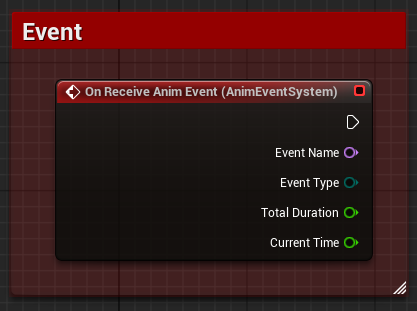 Event
On Receive Anim Event (AnimEventSystem)
Event Name
Event Type
Total Duration
Current Time